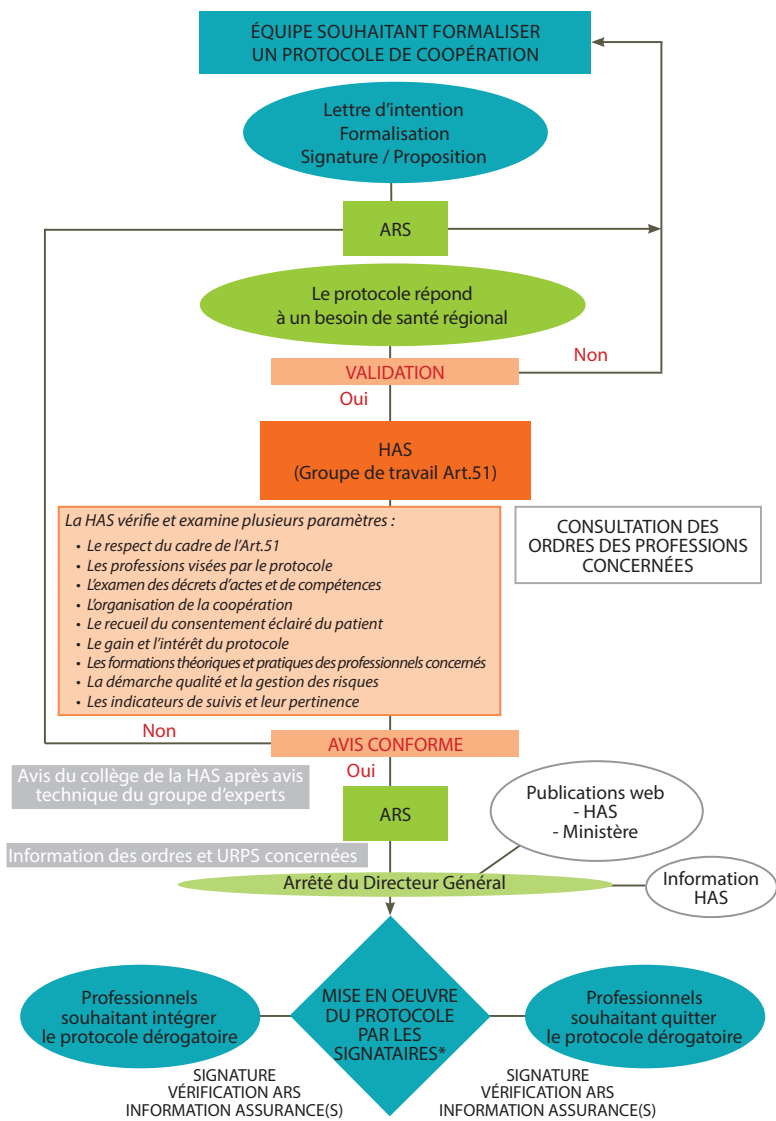 ÉQUIPE SOUHAITANT FORMALISER
UN PROTOCOLE DE COOPÉRATION
Lettre d'intention
Formalisation
Signature / Proposition
ARS
Le protocole répond
à un besoin de santé régional
Non
VALIDATION
Oui
HAS
(Groupe de travail Art.51)
La HAS vérifie et examine plusieurs paramètres :
• Le respect du cadre de l'Art.51
• Les professions visées par le protocole
• L'examen des décrets d'actes et de compétences
• L'organisation de la coopération
• Le recueil du consentement éclairé du patient
• Le gain et l'intérêt du protocole
• Les formations théoriques et pratiques des professionnels concernés
• La démarche qualité et la gestion des risques
• Les indicateurs de suivis et leur pertinence
CONSULTATION DES
ORDRES DES PROFESSIONS
CONCERNÉES
Non
AVIS CONFORME
Oui
Avis du collège de la HAS après avis
technique du groupe d'experts
ARS
Publications web
- HAS
- Ministère
Information des ordres et URPS concernées
Arrêté du Directeur Général
Information
HAS
Professionnels
souhaitant intégrer
le protocole dérogatoire
MISE EN OEUVRE
DU PROTOCOLE
PAR LES
SIGNATAIRES*
Professionnels
souhaitant quitter
le protocole dérogatoire
SIGNATURE
VÉRIFICATION ARS
INFORMATION ASSURANCE(S)
SIGNATURE
VÉRIFICATION ARS
INFORMATION ASSURANCE(S)